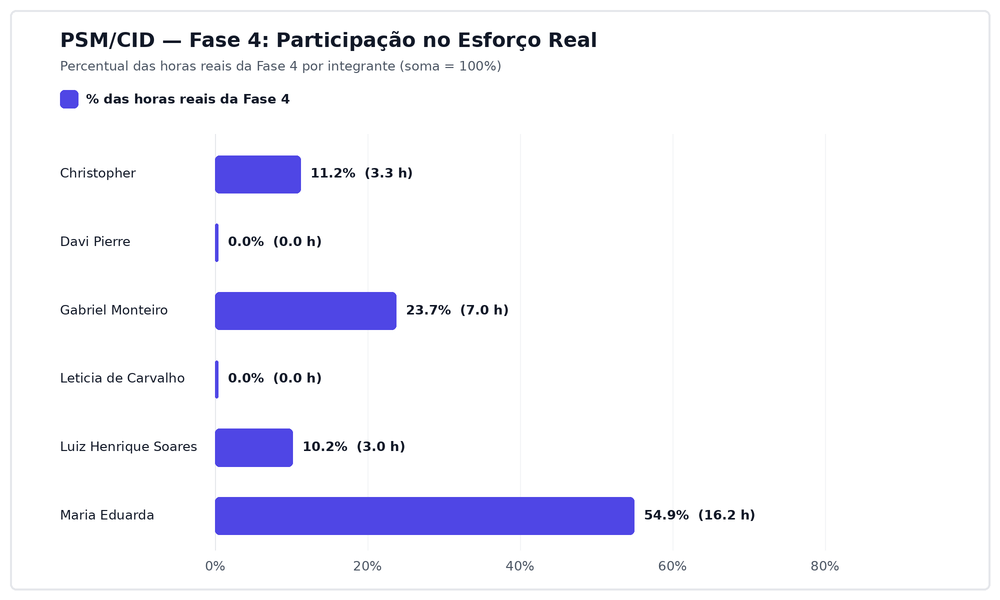 PSM/CID — Fase 4: Participação no Esforço Real
Percentual das horas reais da Fase 4 por integrante (soma = 100%)
% das horas reais da Fase 4
Christopher 11.2% (3.3 h)
Davi Pierre 0.0% (0.0 h)
Gabriel Monteiro 23.7% (7.0 h)
Leticia de Carvalho 0.0% (0.0 h)
Luiz Henrique Soares 10.2% (3.0 h)
Maria Eduarda 54.9% (16.2 h)
0% 20% 40% 60% 80%